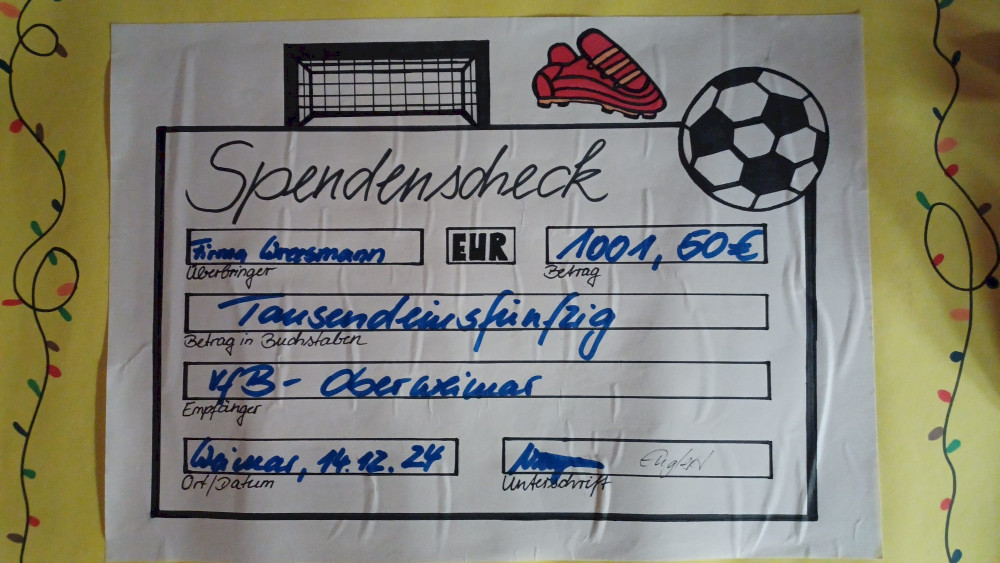 Spendenscheck
Firma EUR 1001,50€
Überbringer Betrag
Tausendeinsfünfzig
Betrag in Buchstaben
VfB - Oberweimar
Empfänger
Weimar, 14.12.24
Ort/Datum Unterschrift